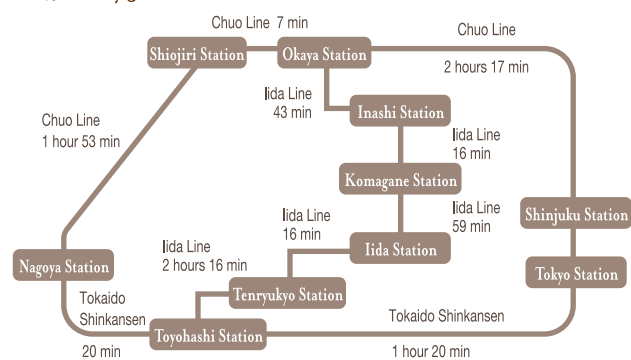 Chuo Line 7 min
Shiojiri Station
Okaya Station
Chuo Line
2 hours 17 min
Iida Line
43 min
Inashi Station
Chuo Line
1 hour 53 min
Iida Line
16 min
Komagane Station
Iida Line
59 min
Shinjuku Station
Iida Line
16 min
Iida Station
Iida Line
2 hours 16 min
Nagoya Station
Tokyo Station
Tenryukyo Station
Tokaido
Shinkansen
20 min
Toyohashi Station
Tokaido Shinkansen
1 hour 20 min